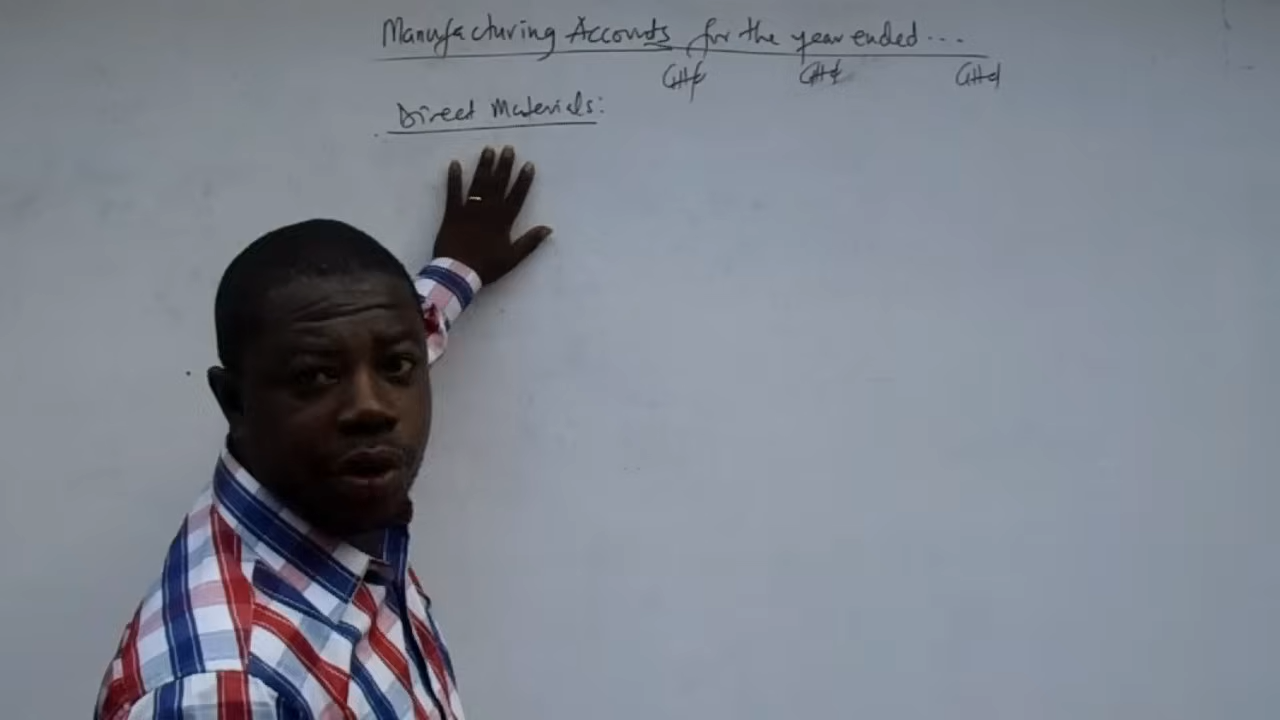 Manufacturing Accounts for the year ended...
GH¢ GH¢ GH¢
Direct Materials: